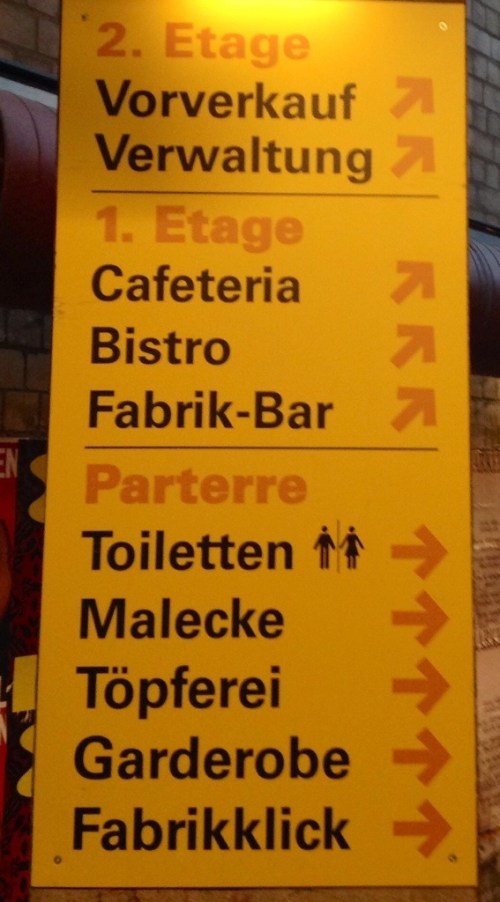 2. Etage
Vorverkauf
Verwaltung
1. Etage
Cafeteria
Bistro
Fabrik-Bar
Parterre
Toiletten
Malecke
Töpferei
Garderobe
Fabrikklick